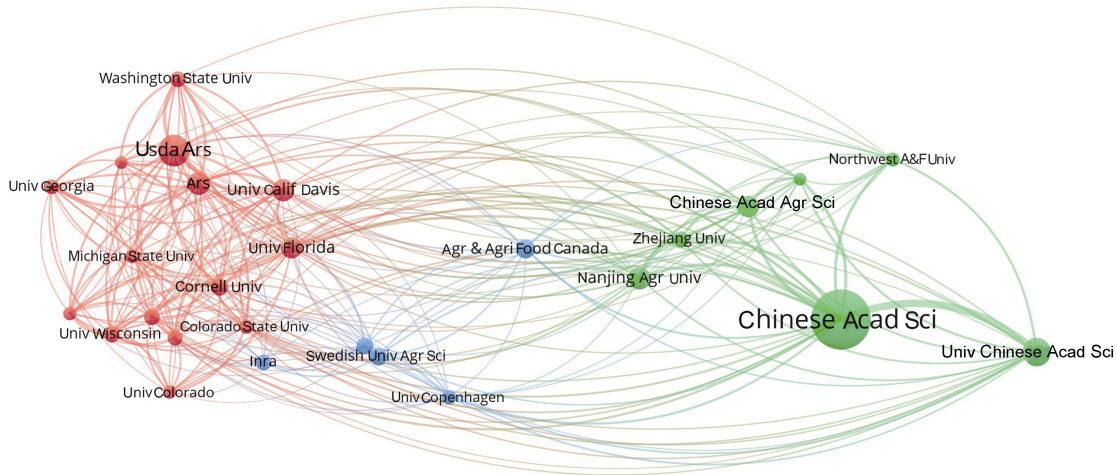 Washington State Univ
Usda Ars
Northwest A&F Univ
Univ Georgia
Ars
Univ Calif Davis
Chinese Acad Agr Sci
Zhejiang Univ
Univ Florida
Agr & Agri Food Canada
Michigan State Univ
Nanjing Agr univ
Cornell Univ
Chinese Acad Sci
Colorado State Univ
Univ Wisconsin
Univ Chinese Acad Sci
Swedish Univ Agr Sci
Inra
Univ Colorado
Univ Copenhagen